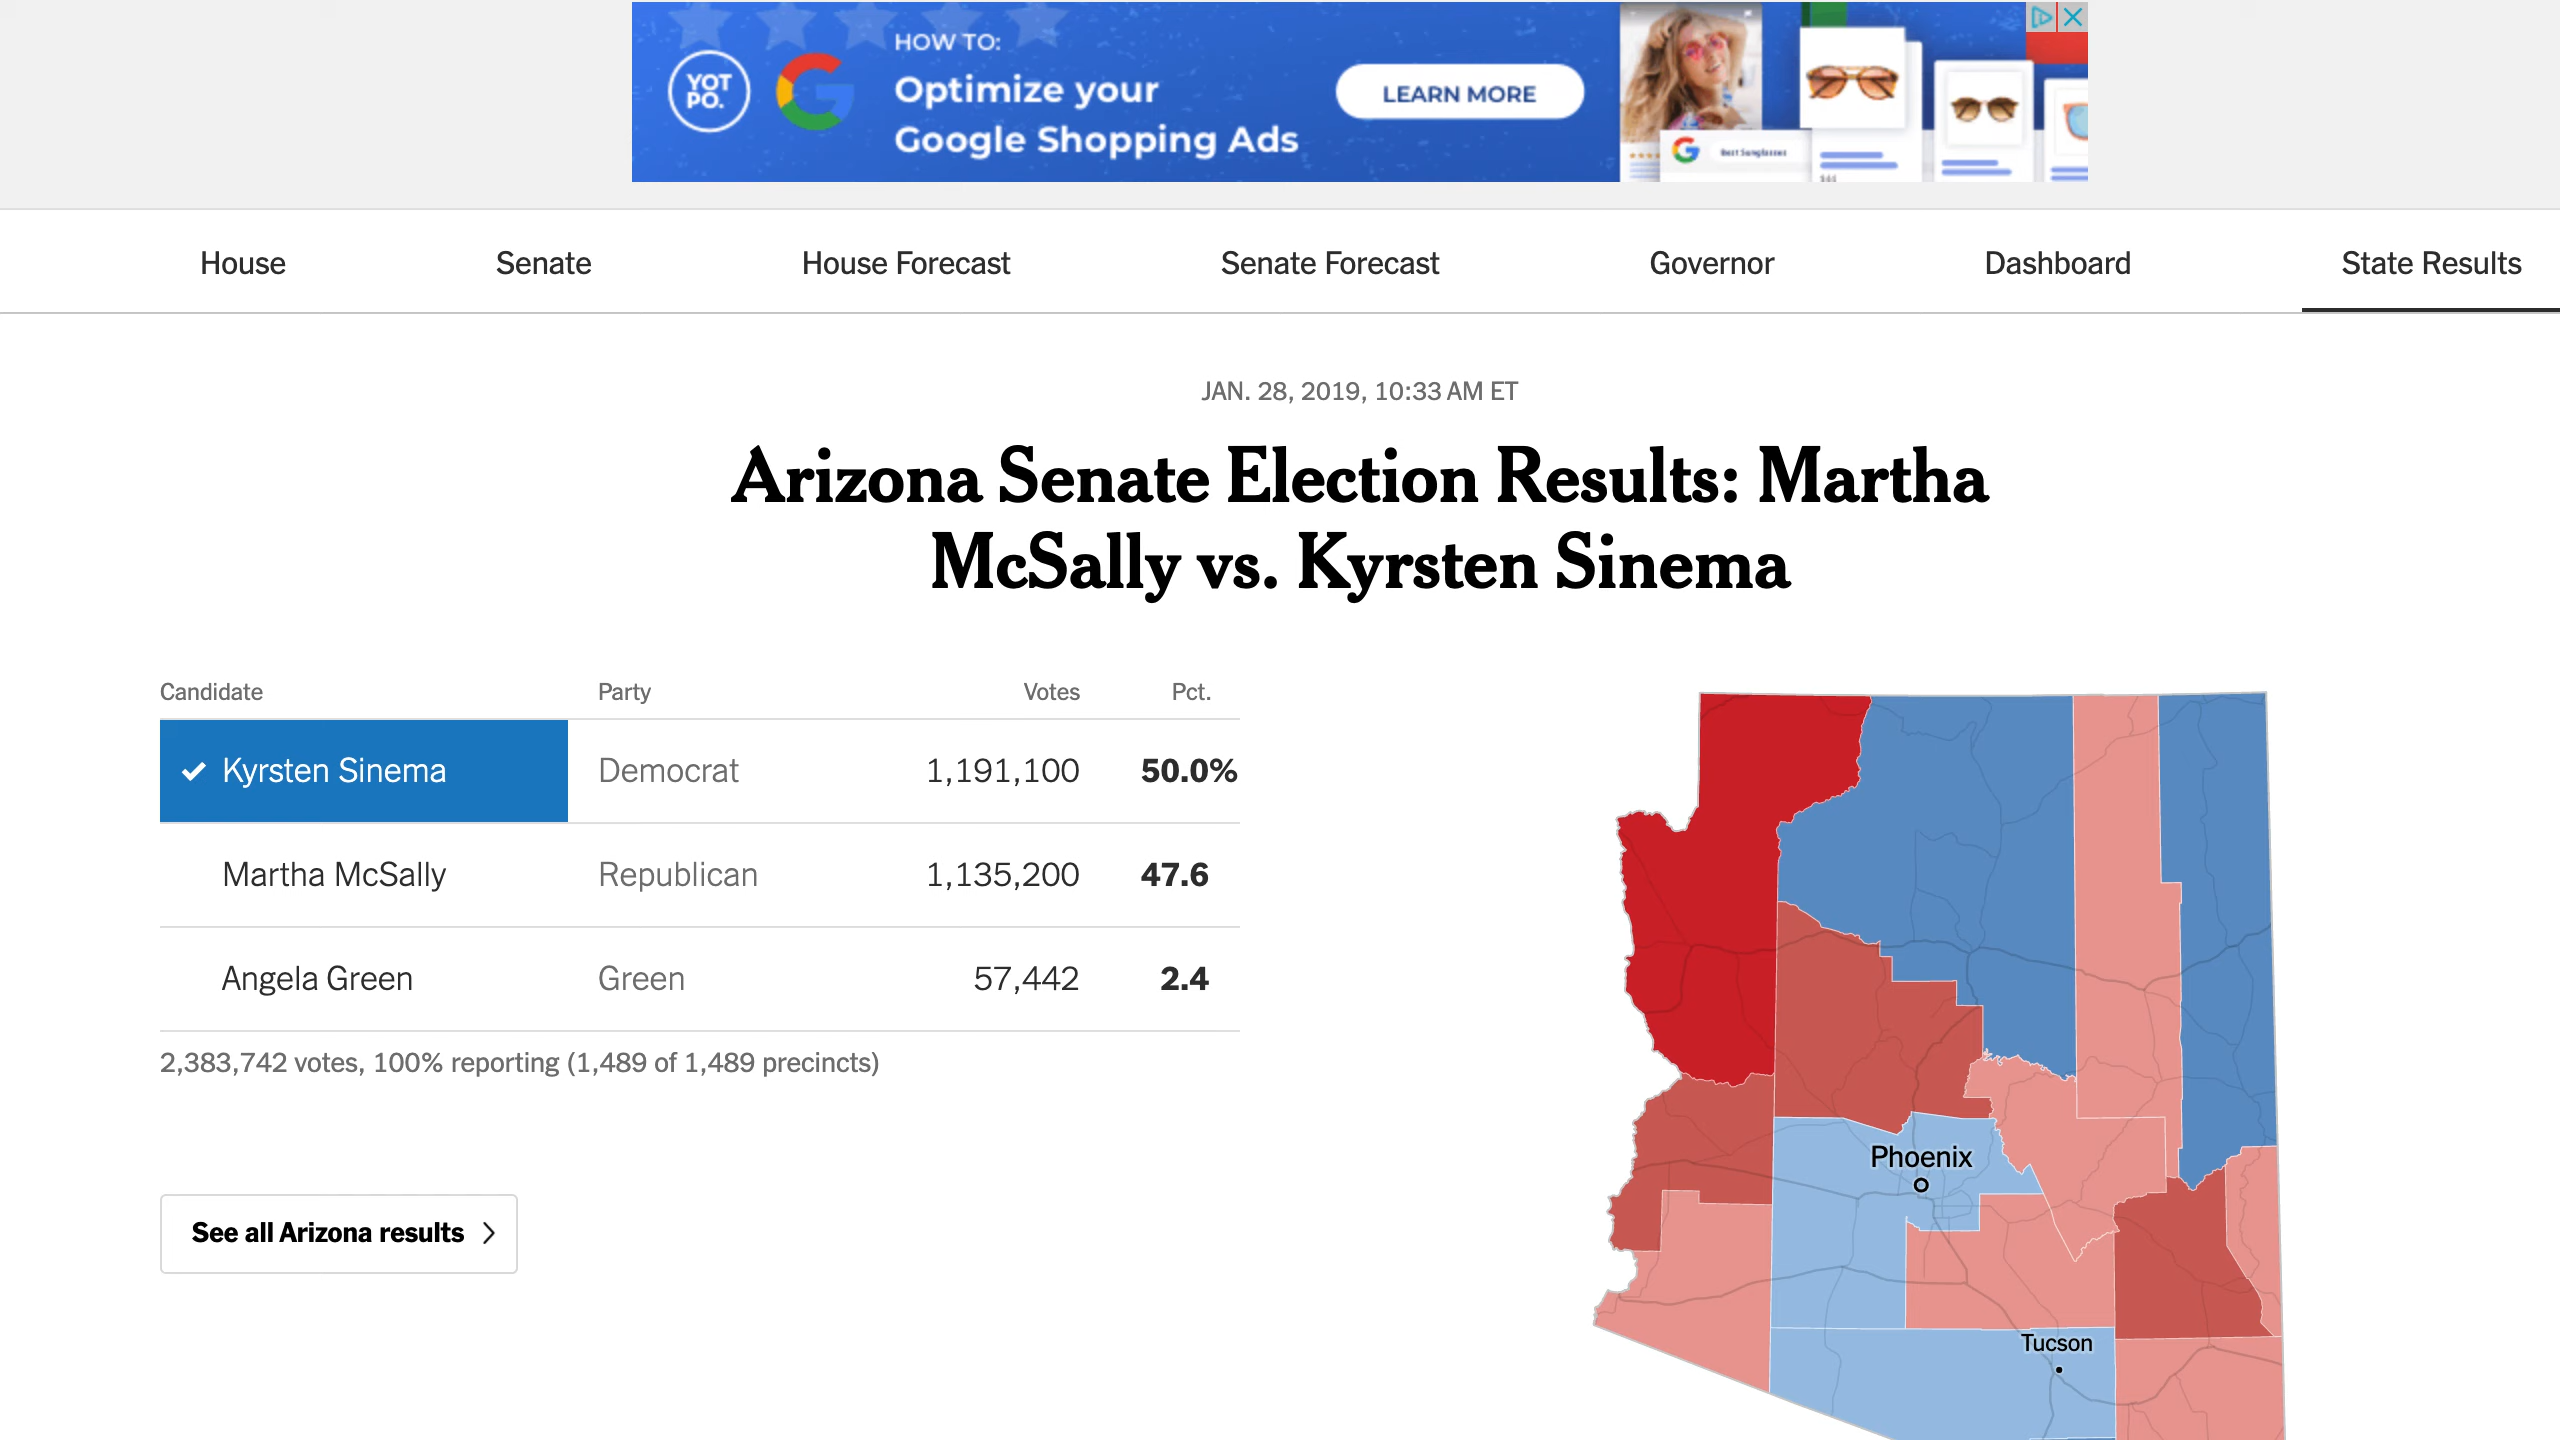 HOW TO:
YOT
PO.
Optimize your
Google Shopping Ads
LEARN MORE
Best Sunglasses
House
Senate
House Forecast
Senate Forecast
Governor
Dashboard
State Results
JAN. 28, 2019, 10:33 AM ET
Arizona Senate Election Results: Martha
McSally vs. Kyrsten Sinema
Candidate Party Votes Pct.
Kyrsten Sinema Democrat 1,191,100 50.0%
Martha McSally Republican 1,135,200 47.6
Angela Green Green 57,442 2.4
2,383,742 votes, 100% reporting (1,489 of 1,489 precincts)
See all Arizona results
Phoenix
Tucson